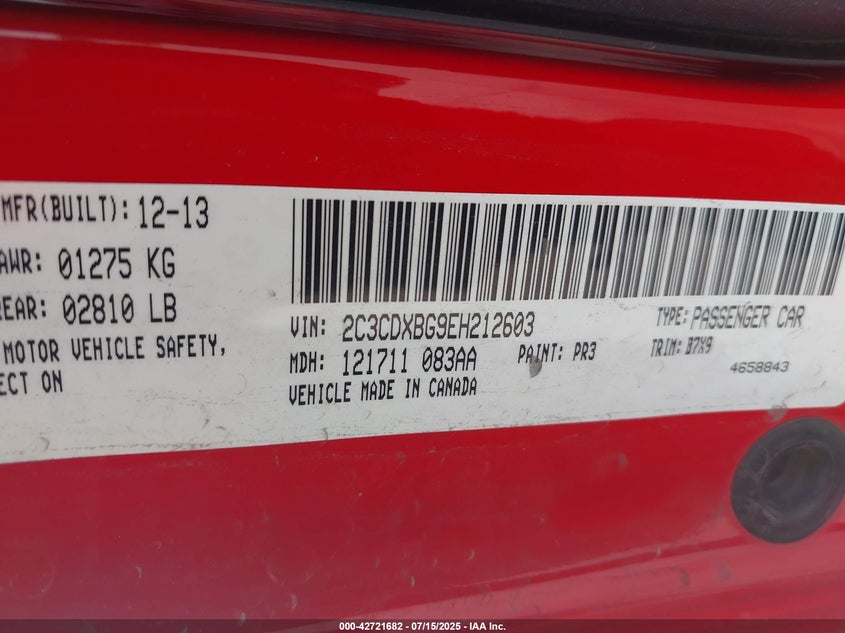 MFR(BUILT): 12-13
AWR: 01275 KG
REAR: 02810 LB
MOTOR VEHICLE SAFETY,
ECT ON
VIN: 2C3CDXBG9EH212603
TYPE: PASSENGER CAR
MDH: 121711 083AA
PAINT: PR3
TRIM: B7X9
VEHICLE MADE IN CANADA
4658843
000-42721682 - 07/15/2025 - IAA Inc.